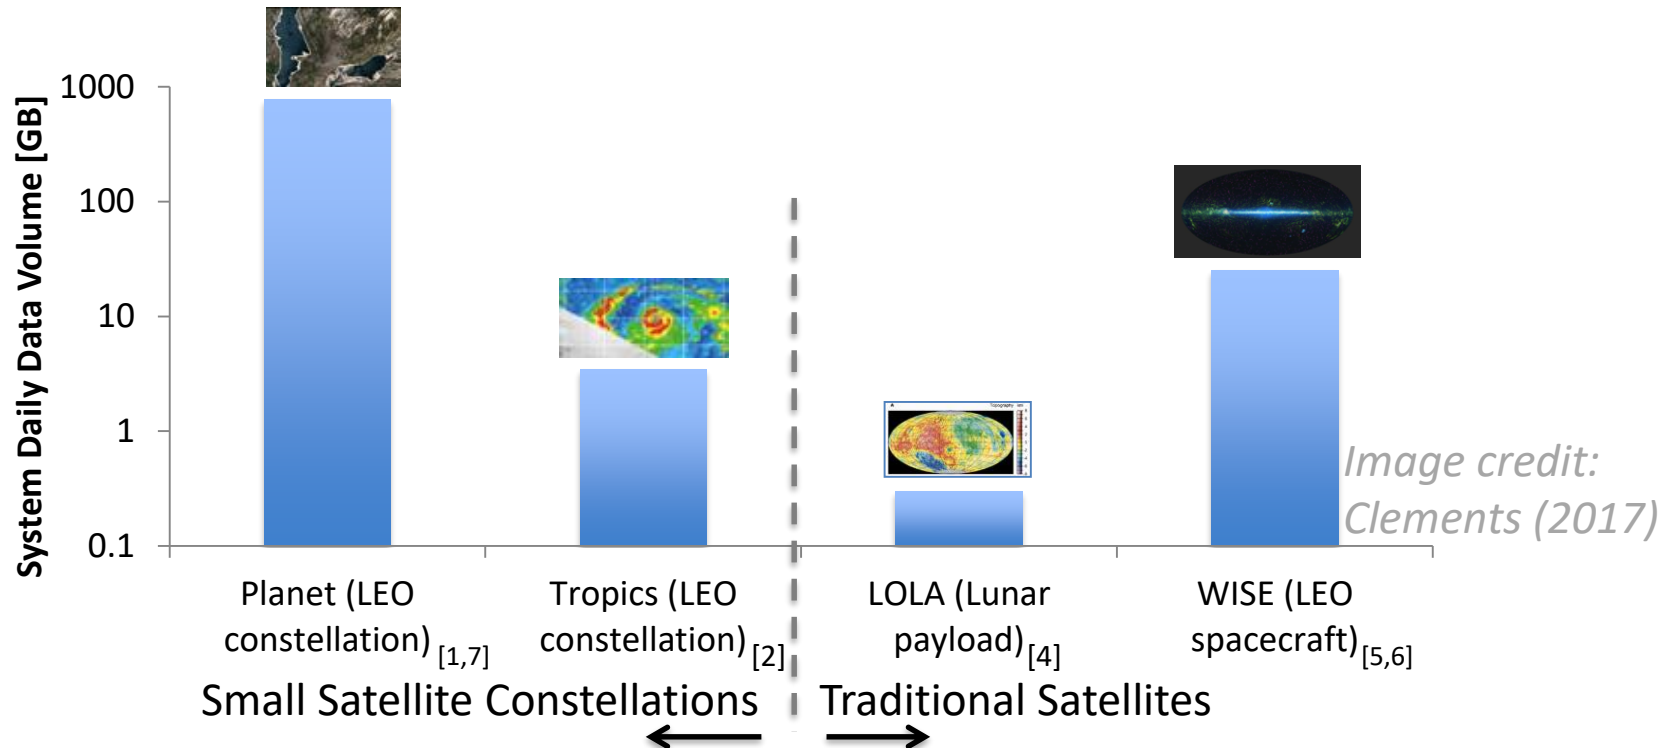 System Daily Data Volume [GB]
1000
100
10
1
0.1
Topography km
Image credit:
Clements (2017)
Planet (LEO
constellation) [1,7]
Tropics (LEO
constellation) [2]
LOLA (Lunar
payload) [4]
WISE (LEO
spacecraft) [5,6]
Small Satellite Constellations
Traditional Satellites